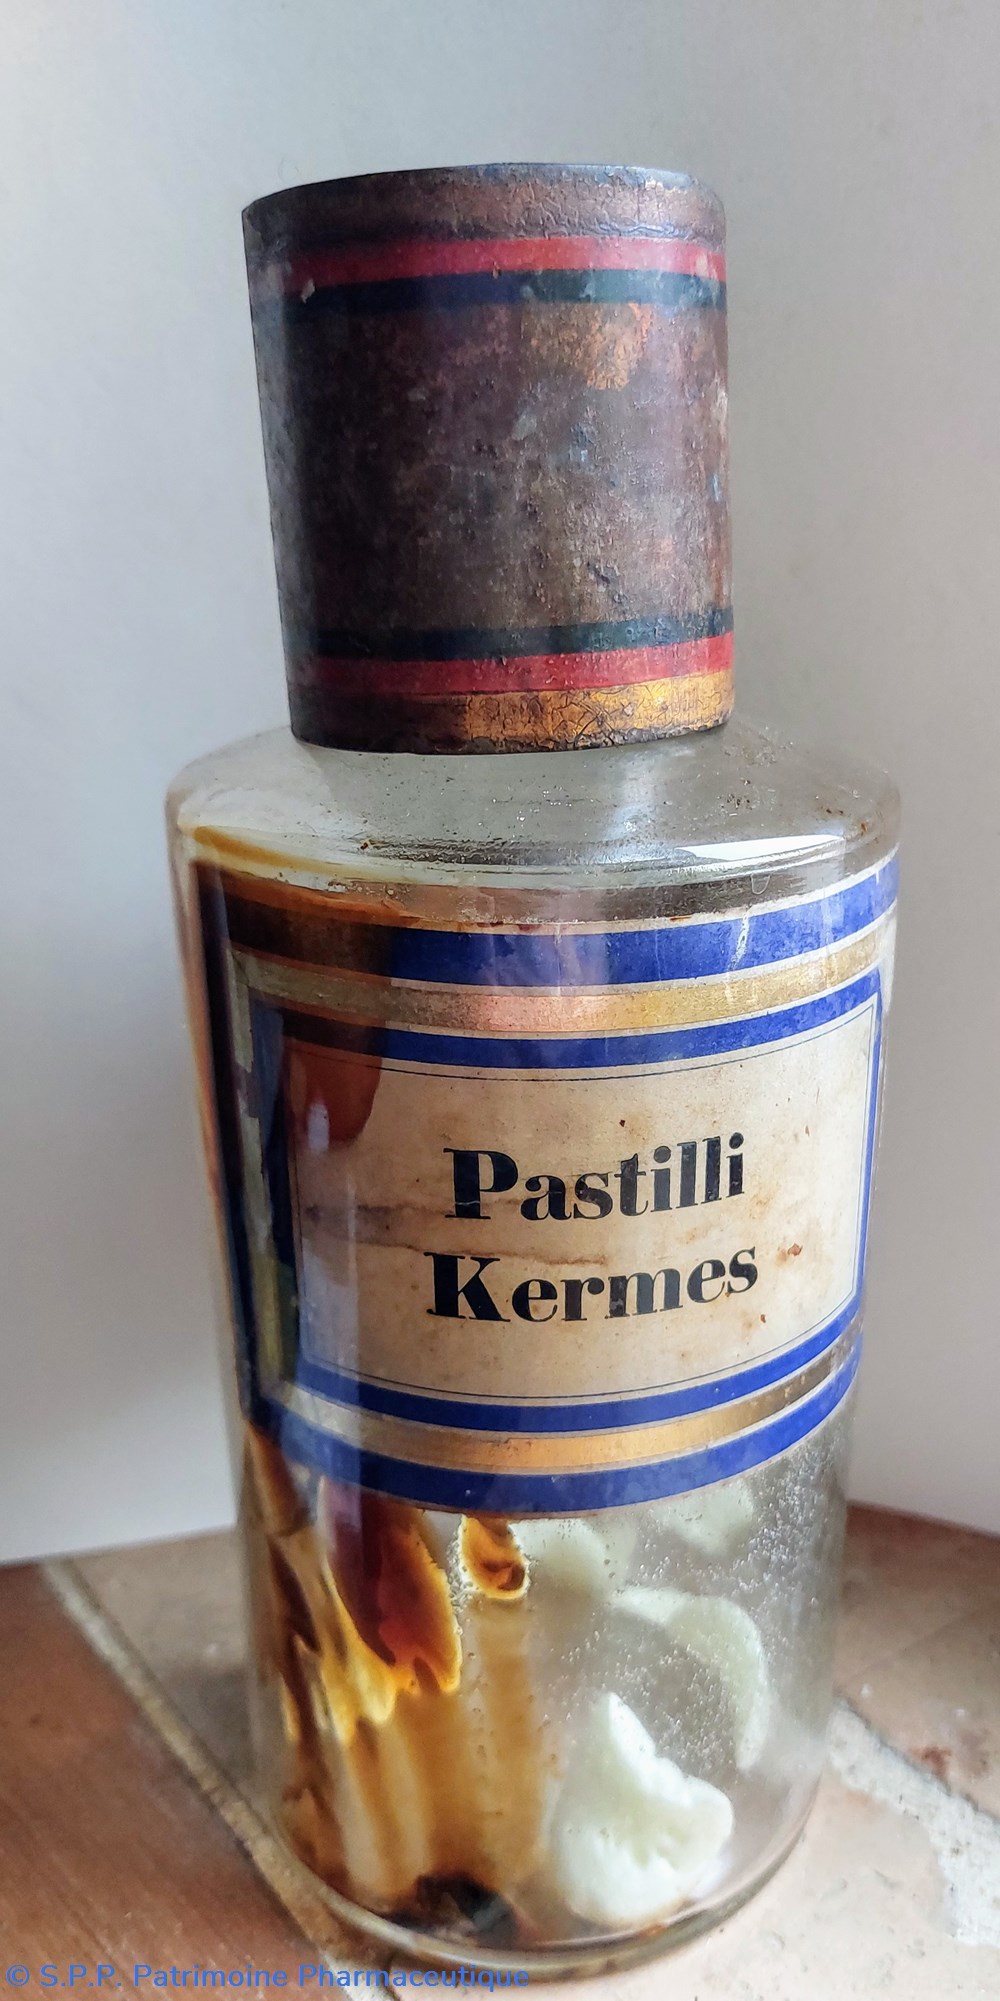 Pastilli
Kermes
© S.P.P. Patrimoine Pharmaceutique